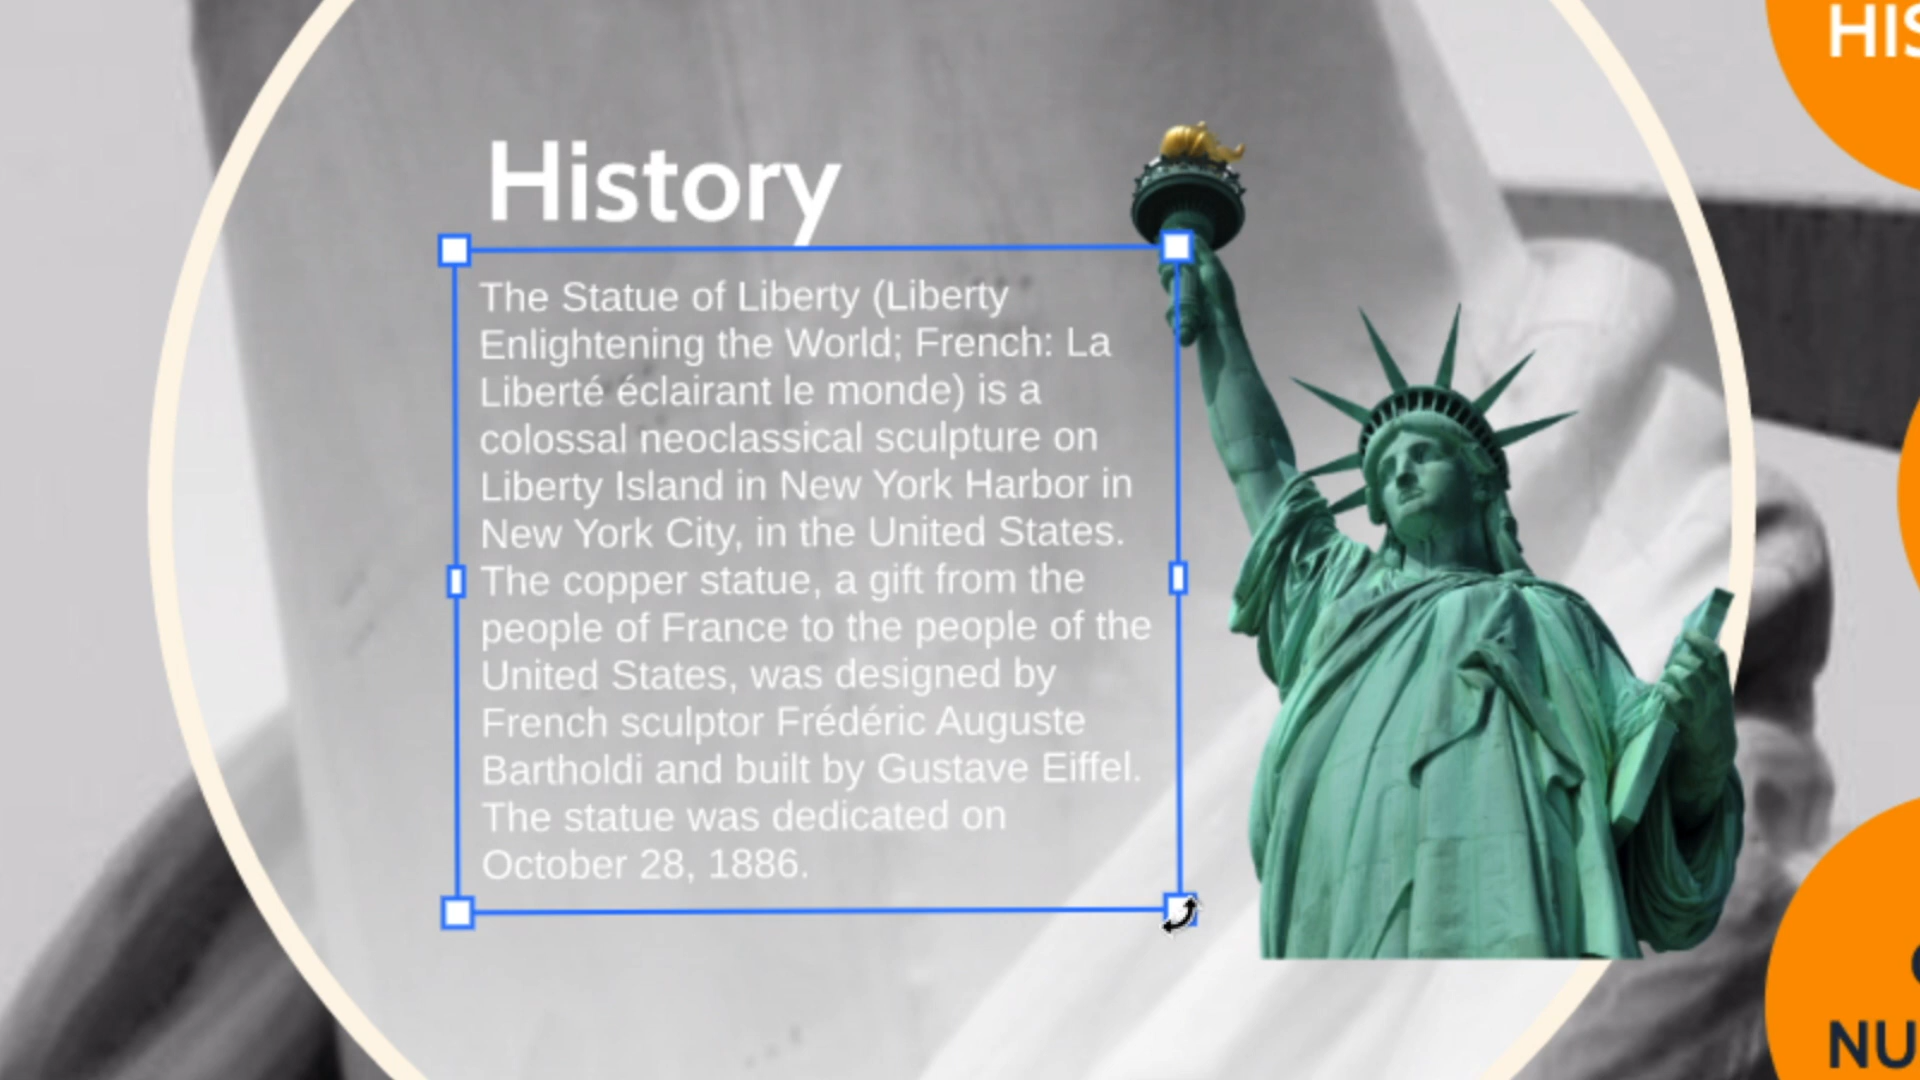 History
The Statue of Liberty (Liberty
Enlightening the World; French: La
Liberté éclairant le monde) is a
colossal neoclassical sculpture on
Liberty Island in New York Harbor in
New York City, in the United States.
The copper statue, a gift from the
people of France to the people of the
United States, was designed by
French sculptor Frédéric Auguste
Bartholdi and built by Gustave Eiffel.
The statue was dedicated on
October 28, 1886.